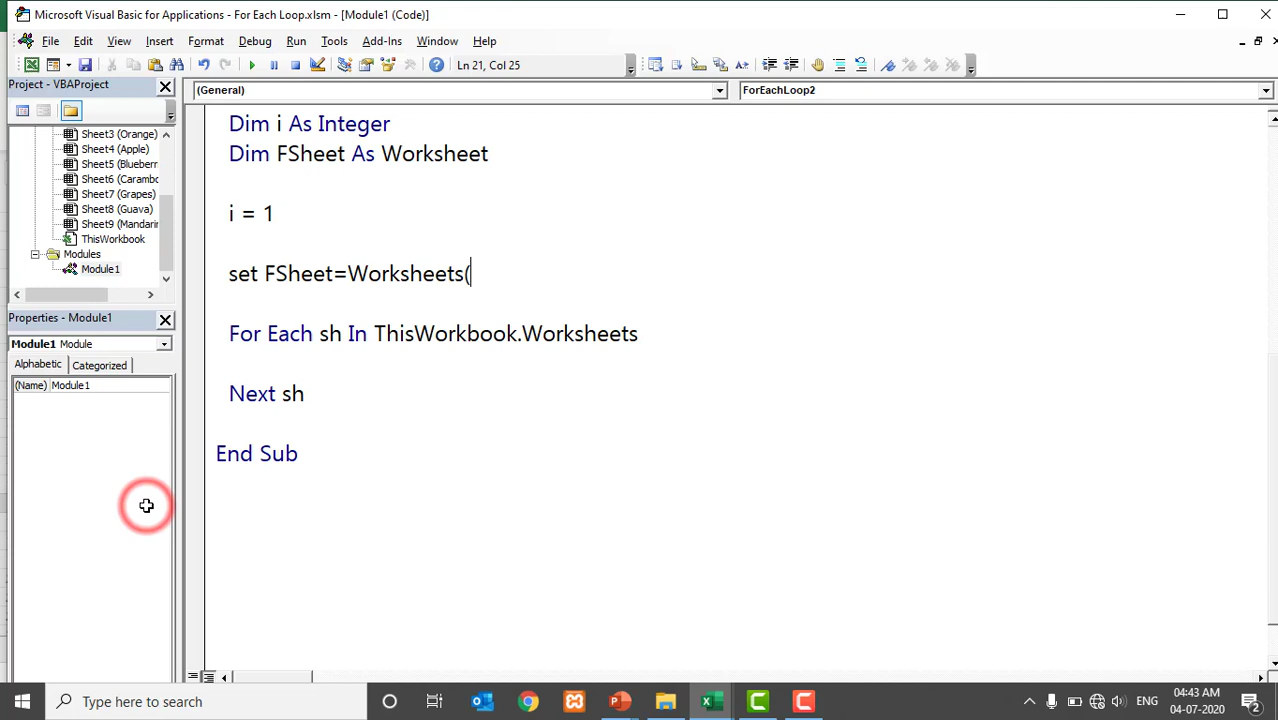 Microsoft Visual Basic for Applications - For Each Loop.xlsm - [Module1 (Code)]
File Edit View Insert Format Debug Run Tools Add-Ins Window Help
Ln 21, Col 25
Project - VBAProject
(General)
ForEachLoop2
Sheet3 (Orange)
Sheet4 (Apple)
Sheet5 (Blueberr
Sheet6 (Carambo
Sheet7 (Grapes)
Sheet8 (Guava)
Sheet9 (Mandarin
ThisWorkbook
Modules
Module1
Properties - Module1
Module1 Module
Alphabetic Categorized
(Name) Module1
Dim i As Integer
Dim FSheet As Worksheet
i = 1
set FSheet=Worksheets(
For Each sh In ThisWorkbook.Worksheets
Next sh
End Sub
Type here to search
ENG
04:43 AM
04-07-2020
2